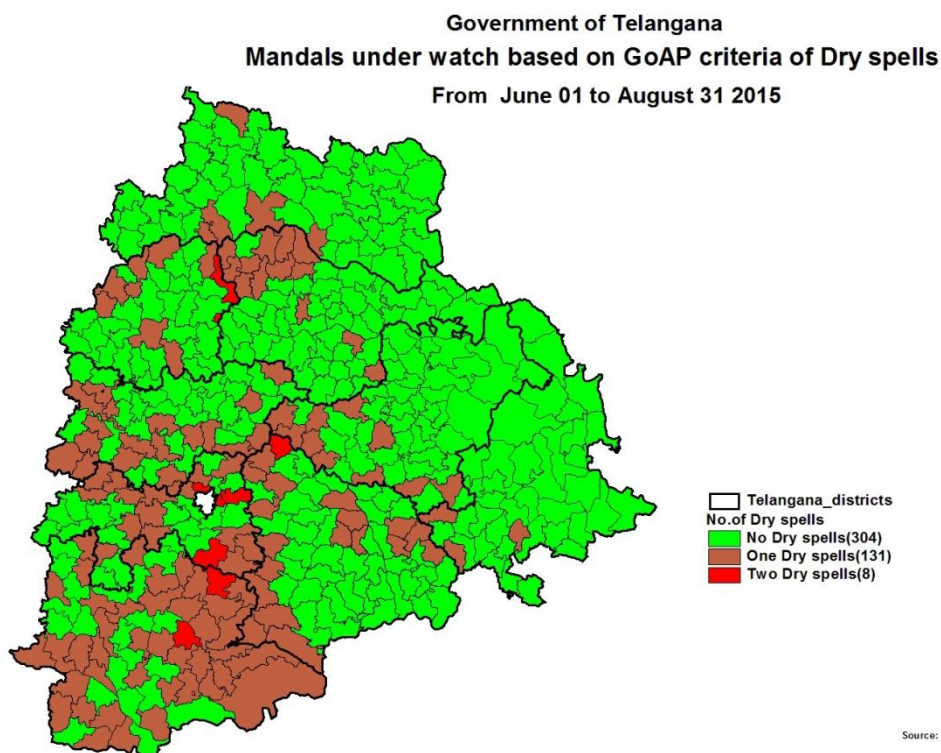 Government of Telangana
Mandals under watch based on GoAP criteria of Dry spells
From June 01 to August 31 2015
Telangana_districts
No.of Dry spells
No Dry spells(304)
One Dry spells(131)
Two Dry spells(8)
Source: